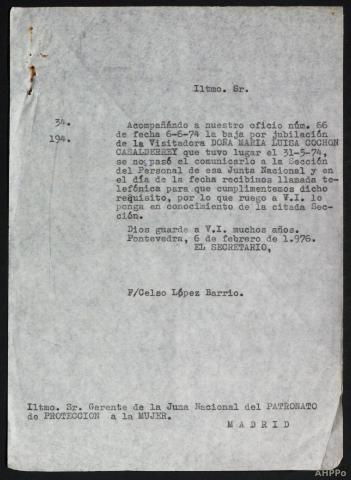 Iltmo. Sr.
34.
194.
Acompañándo a nuestro oficio núm. 66
de fecha 6-6-74 la baja por jubilación
de la Visitadora DOÑA MARIA LUISA COCHON
CABALDERREY que tuvo lugar el 31-5-74,
se nos pasó el comunicarlo a la Sección
del Personal de esa Junta Nacional y en
el día de la fecha recibimos llamada te-
lefónica para que cumplimentemos dicho
requisito, por lo que ruego a V.I. lo
ponga en conocimiento de la citada Sec-
ción.
Dios guarde a V.I. muchos años.
Pontevedra, 6 de febrero de 1.976.
EL SECRETARIO,
F/Celso López Barrio.
Iltmo. Sr. Gerente de la Juna Nacional del PATRONATO
de PROTECCION a la MUJER.
M A D R I D
AHPPo